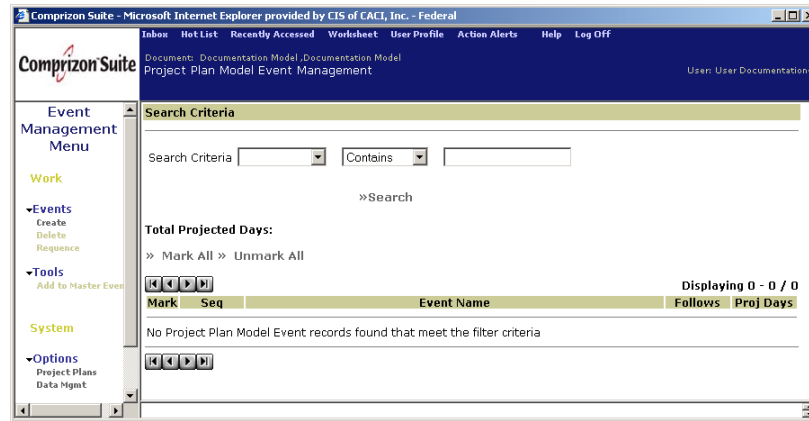 Comprizon Suite - Microsoft Internet Explorer provided by CIS of CACI, Inc. - Federal
Inbox Hot List Recently Accessed Worksheet User Profile Action Alerts Help Log Off
Comprizon Suite
Document: Documentation Model ,Documentation Model
Project Plan Model Event Management
User: User Documentation
Event Management Menu
Work
Events
Create
Delete
Requence
Tools
Add to Master Even
System
Options
Project Plans
Data Mgmt
Search Criteria
Search Criteria Contains
»Search
Total Projected Days:
» Mark All » Unmark All
Displaying 0 - 0 / 0
Mark Seq Event Name Follows Proj Days
No Project Plan Model Event records found that meet the filter criteria